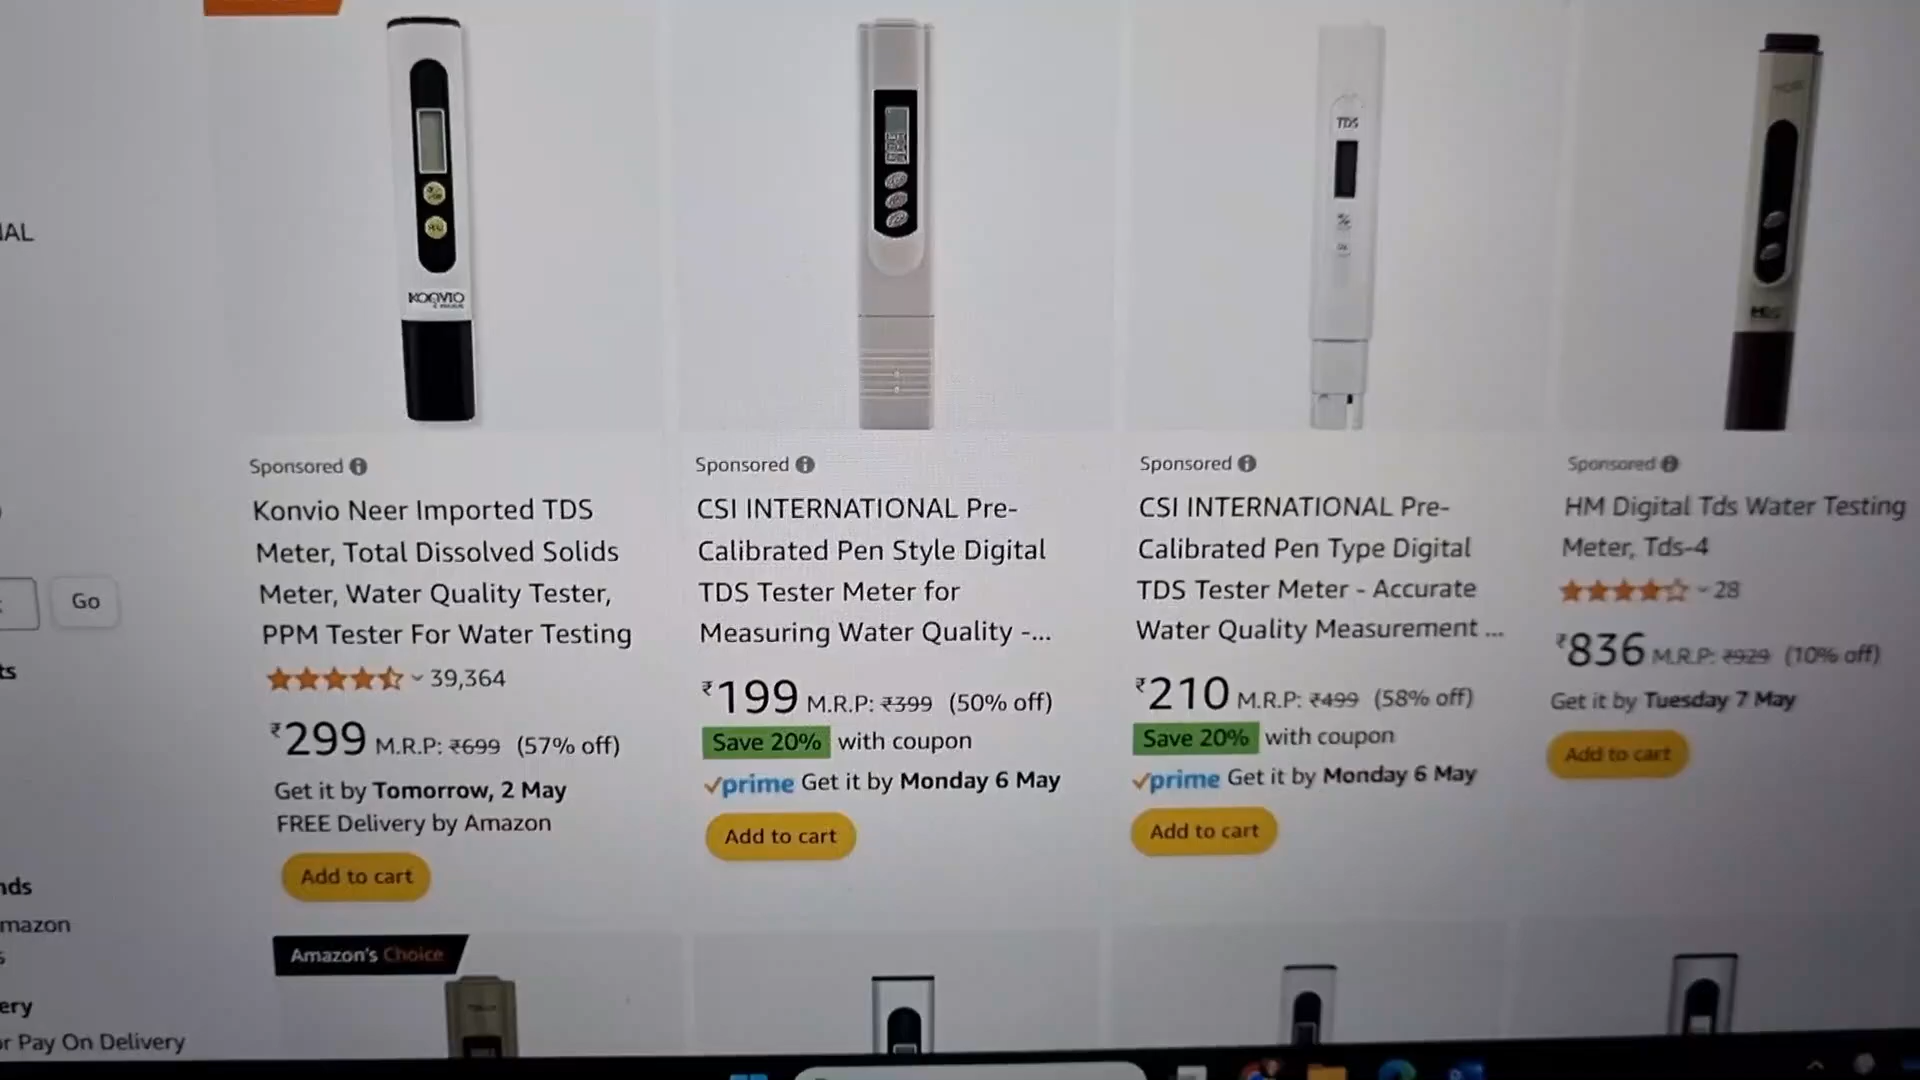 IAL
Go
ts
nds
mazon
s
ery
or Pay On Delivery
KONVIO
TDS
Sponsored
Konvio Neer Imported TDS
Meter, Total Dissolved Solids
Meter, Water Quality Tester,
PPM Tester For Water Testing
39,364
₹299 M.R.P: ₹699 (57% off)
Get it by Tomorrow, 2 May
FREE Delivery by Amazon
Add to cart
Sponsored
CSI INTERNATIONAL Pre-
Calibrated Pen Style Digital
TDS Tester Meter for
Measuring Water Quality -...
₹199 M.R.P: ₹399 (50% off)
Save 20% with coupon
prime Get it by Monday 6 May
Add to cart
Sponsored
CSI INTERNATIONAL Pre-
Calibrated Pen Type Digital
TDS Tester Meter - Accurate
Water Quality Measurement ...
₹210 M.R.P: ₹499 (58% off)
Save 20% with coupon
prime Get it by Monday 6 May
Add to cart
Sponsored
HM Digital Tds Water Testing
Meter, Tds-4
28
₹836 M.R.P: ₹929 (10% off)
Get it by Tuesday 7 May
Add to cart
Amazon's Choice